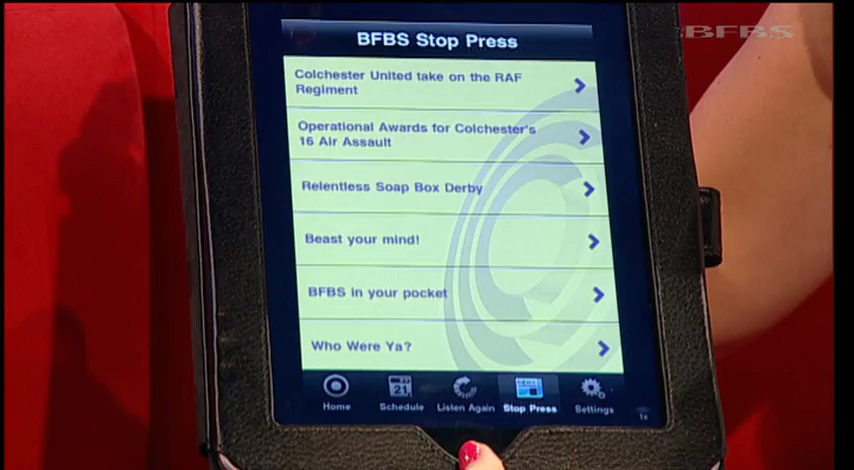 BFBS
BFBS Stop Press
Colchester United take on the RAF
Regiment
Operational Awards for Colchester's
16 Air Assault
Relentless Soap Box Derby
Beast your mind!
BFBS in your pocket
Who Were Ya?
21
Home
Schedule
Listen Again
Stop Press
Settings
1x